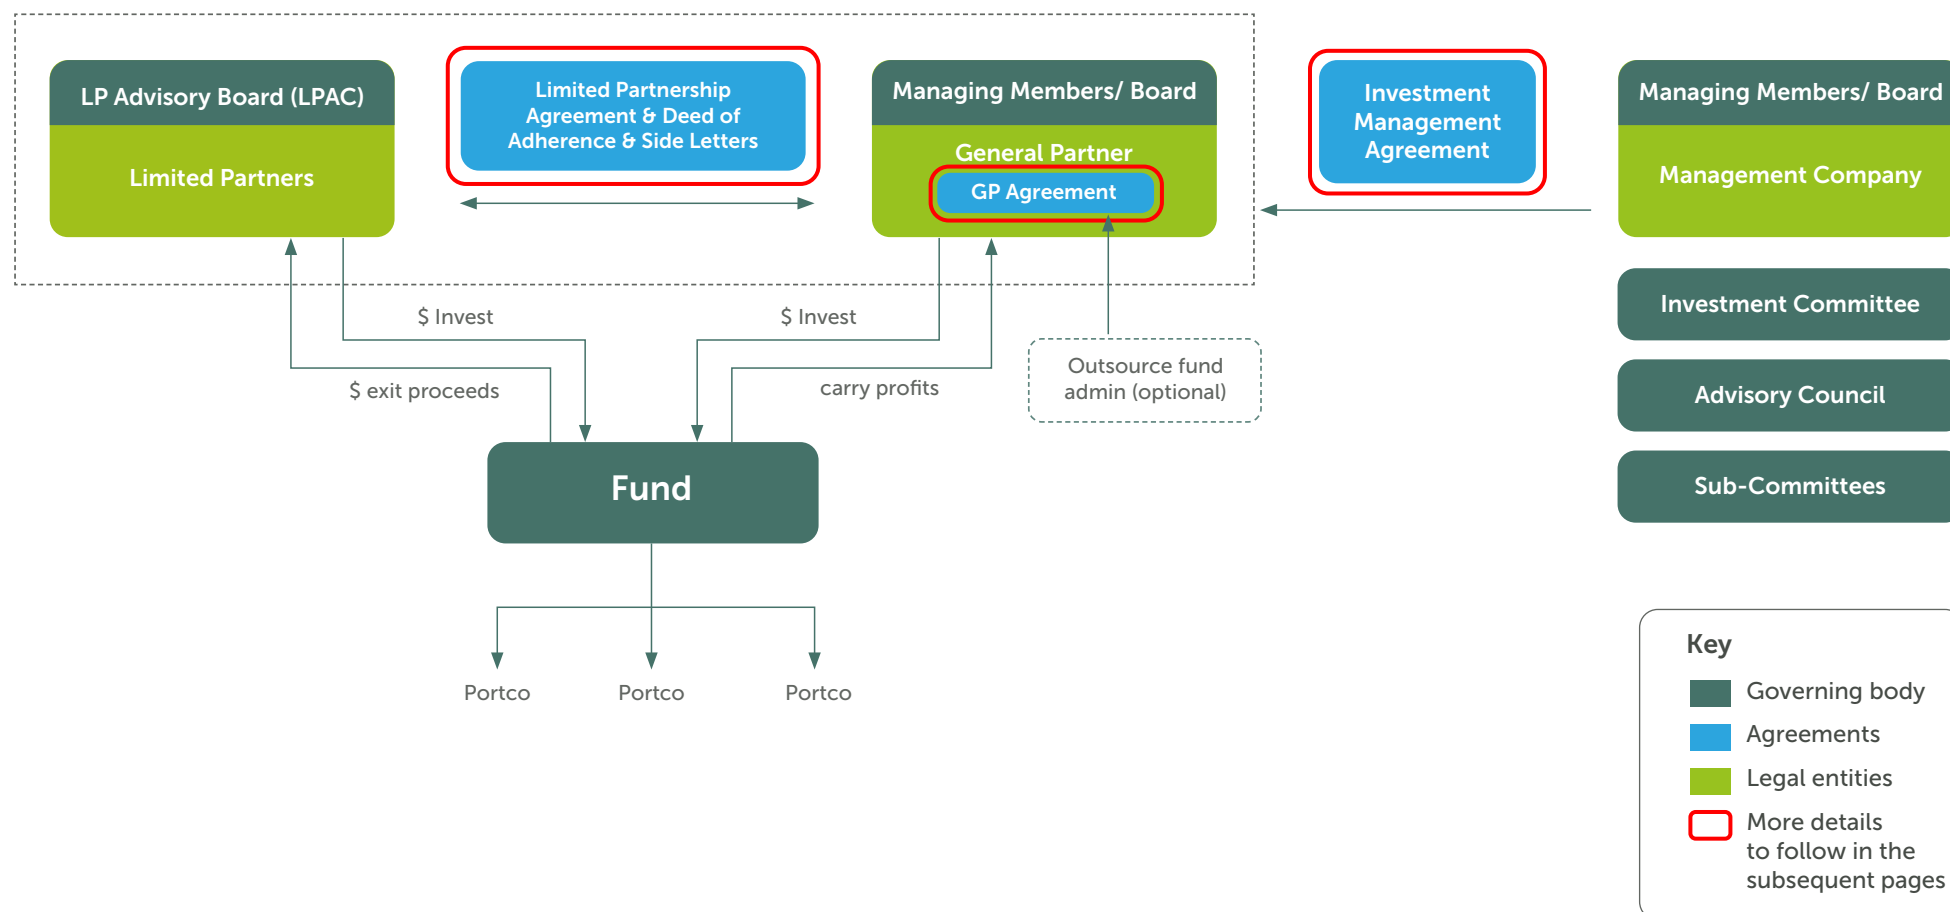 LP Advisory Board (LPAC)
Limited Partners
Limited Partnership
Agreement & Deed of
Adherence & Side Letters
Managing Members/ Board
General Partner
GP Agreement
Investment
Management
Agreement
Managing Members/ Board
Management Company
Investment Committee
Advisory Council
Sub-Committees
$ Invest
$ Invest
$ exit proceeds
carry profits
Outsource fund
admin (optional)
Fund
Portco
Portco
Portco
Key
Governing body
Agreements
Legal entities
More details
to follow in the
subsequent pages